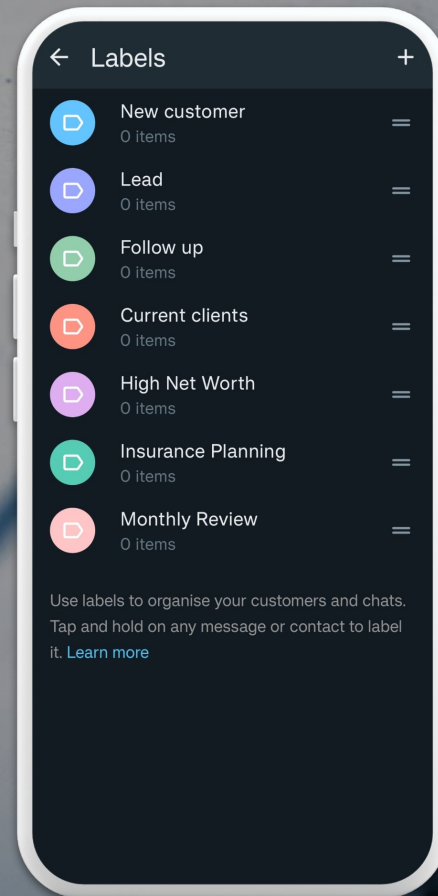 Labels
New customer
0 items
Lead
0 items
Follow up
0 items
Current clients
0 items
High Net Worth
0 items
Insurance Planning
0 items
Monthly Review
0 items
Use labels to organise your customers and chats.
Tap and hold on any message or contact to label
it. Learn more